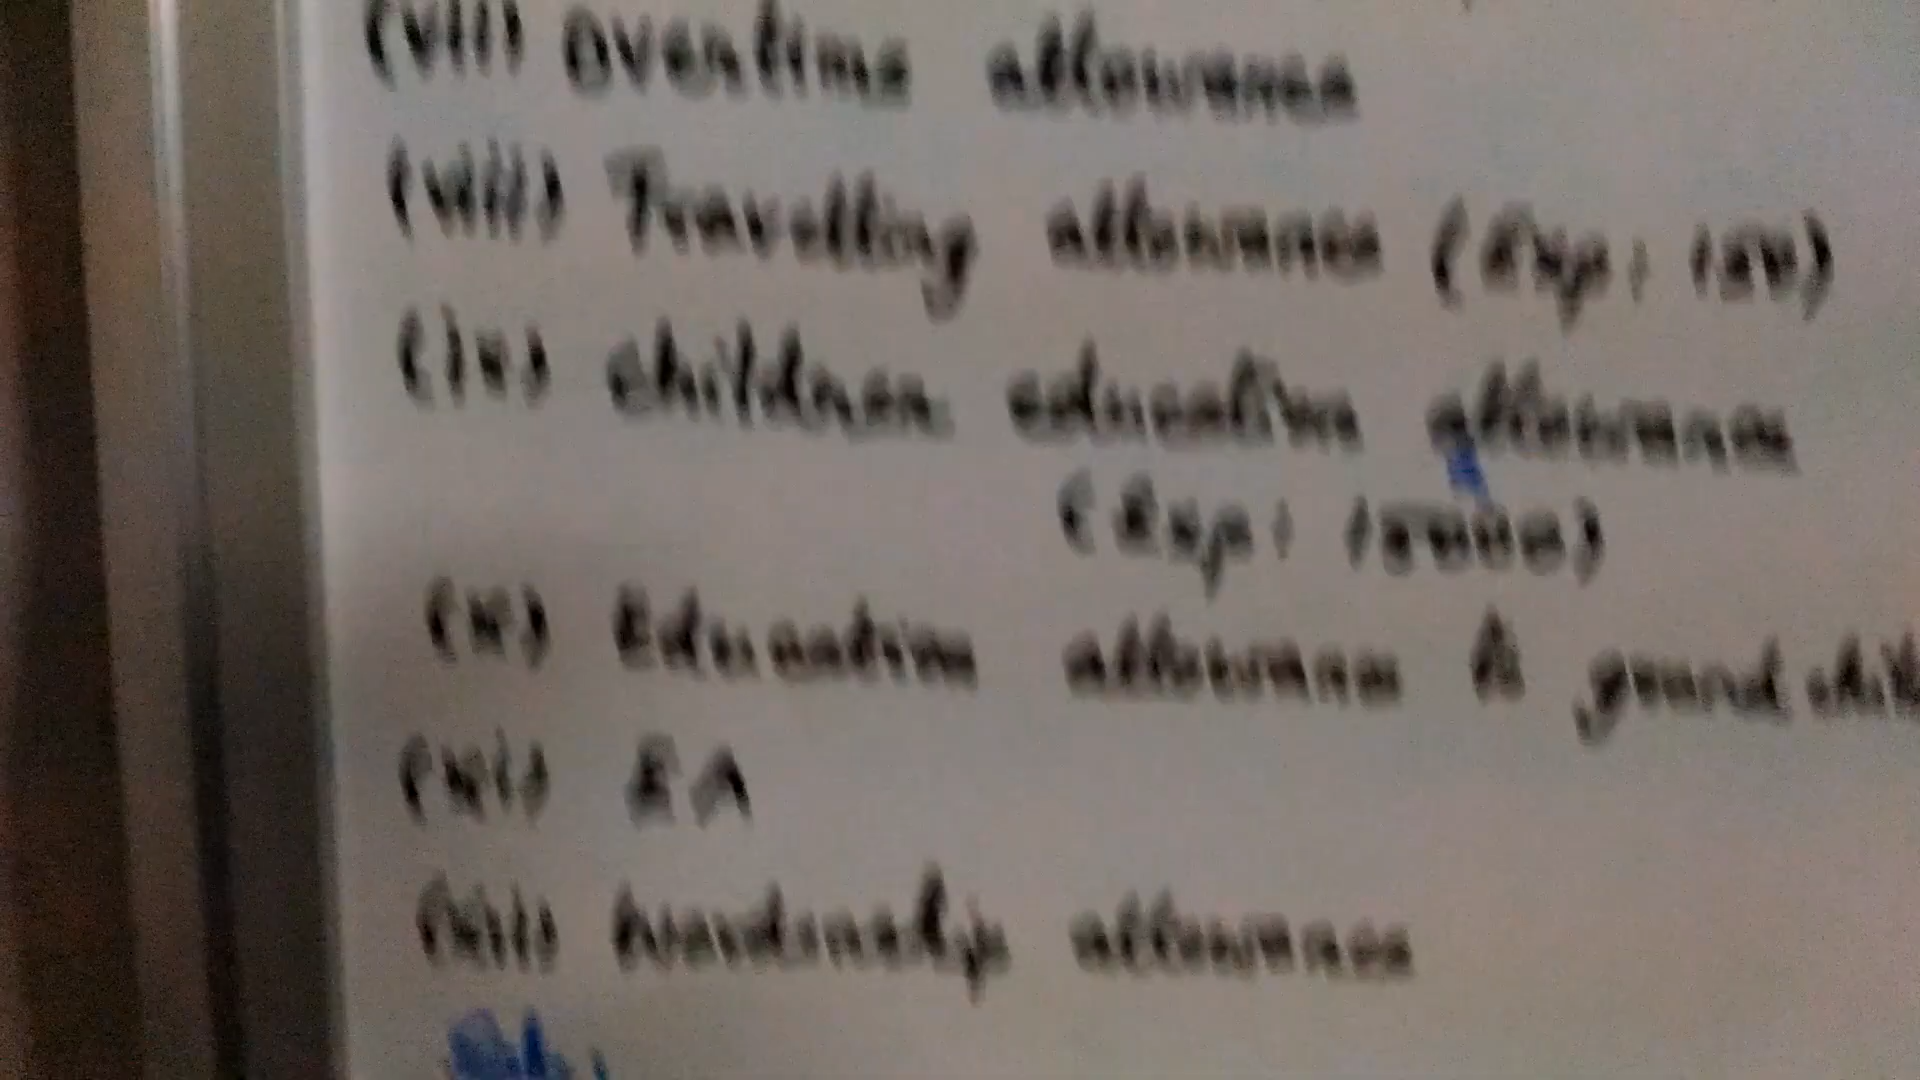 (vii) Overtime allowance
(viii) Travelling allowance (Exp:
(ix) children education allowance
(Exp:
(x) Education allowance to grand
(xi) EA
(xii) allowance